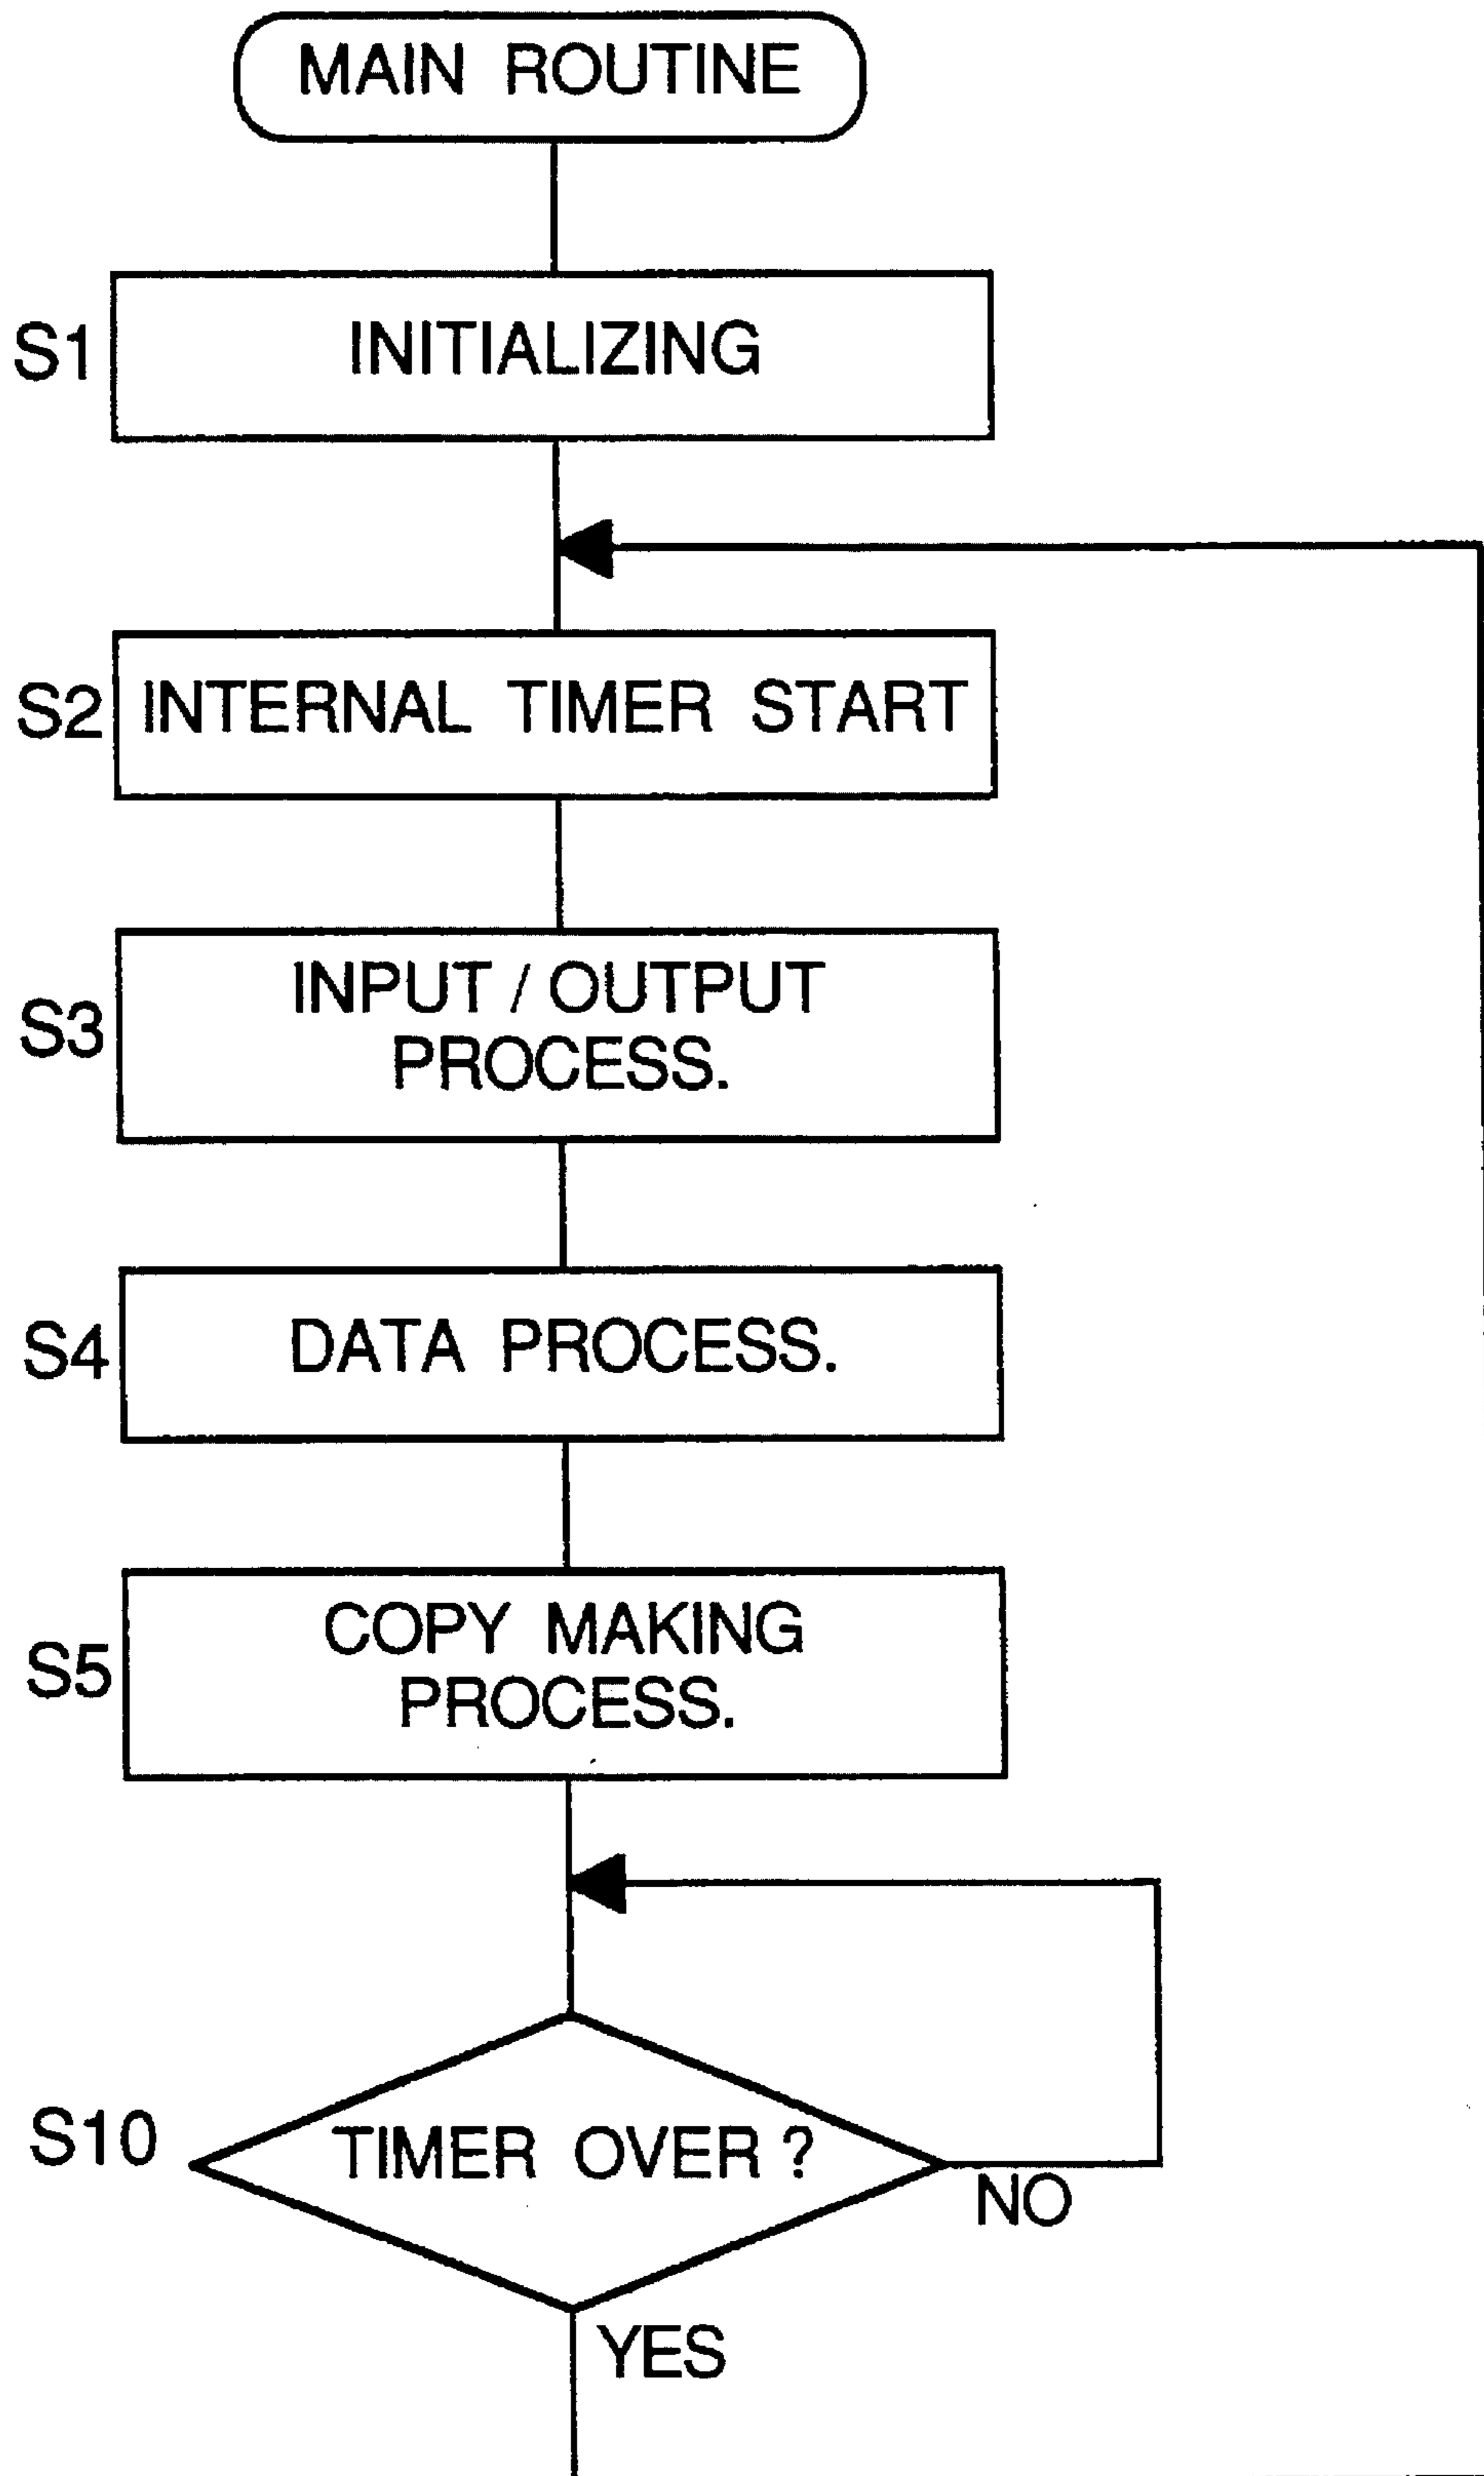 MAIN ROUTINE
S1
INITIALIZING
S2
INTERNAL TIMER START
S3
INPUT / OUTPUT
PROCESS.
S4
DATA PROCESS.
S5
COPY MAKING
PROCESS.
S10
TIMER OVER ?
NO
YES